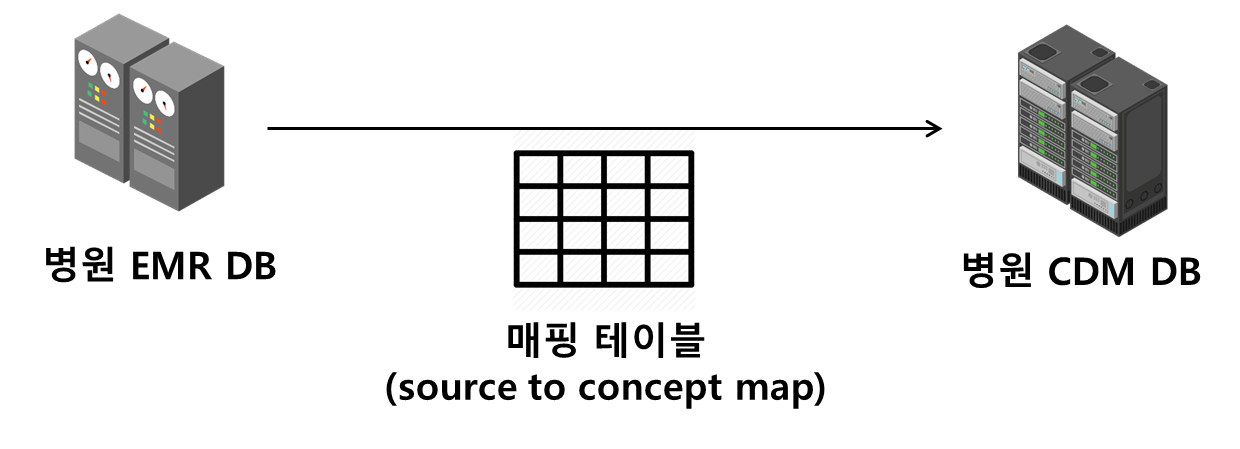 병원 EMR DB
병원 CDM DB
매핑 테이블
(source to concept map)